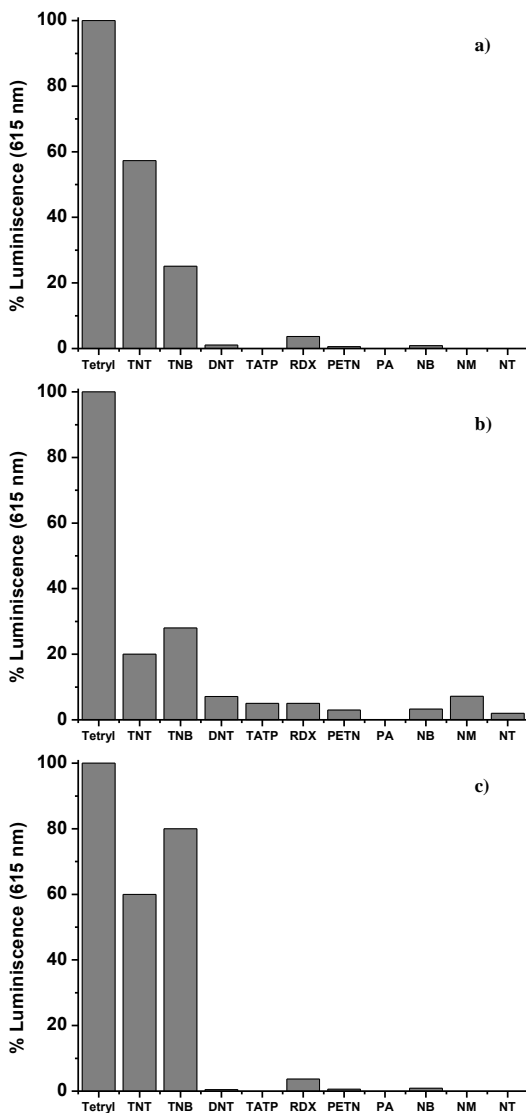 a)
% Luminiscence (615 nm)
100
80
60
40
20
0
Tetryl TNT TNB DNT TATP RDX PETN PA NB NM NT
b)
% Luminiscence (615 nm)
100
80
60
40
20
0
Tetryl TNT TNB DNT TATP RDX PETN PA NB NM NT
c)
% Luminiscence (615 nm)
100
80
60
40
20
0
Tetryl TNT TNB DNT TATP RDX PETN PA NB NM NT